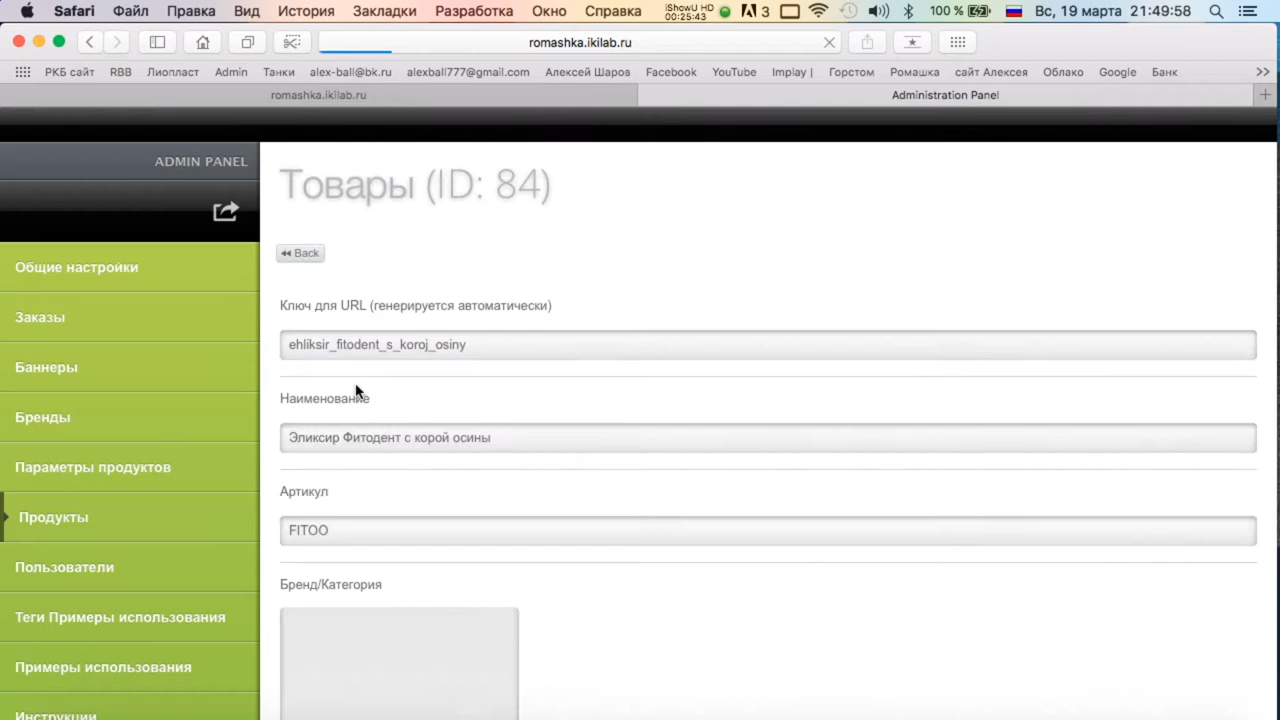 Safari Файл Правка Вид История Закладки Разработка Окно Справка iShowU HD 00:25:43 3 100 % Вс, 19 марта 21:49:58
romashka.ikilab.ru
РКБ сайт RBB Лиопласт Admin Танки alex-ball@bk.ru alexball777@gmail.com Алексей Шаров Facebook YouTube Implay | Горстом Ромашка сайт Алексея Облако Google Банк >>
romashka.ikilab.ru Administration Panel +
ADMIN PANEL
Товары (ID: 84)
Back
Общие настройки
Заказы
Баннеры
Бренды
Параметры продуктов
Продукты
Пользователи
Теги Примеры использования
Примеры использования
Инструкции
Ключ для URL (генерируется автоматически)
ehliksir_fitodent_s_koroj_osiny
Наименование
Эликсир Фитодент с корой осины
Артикул
FITOO
Бренд/Категория